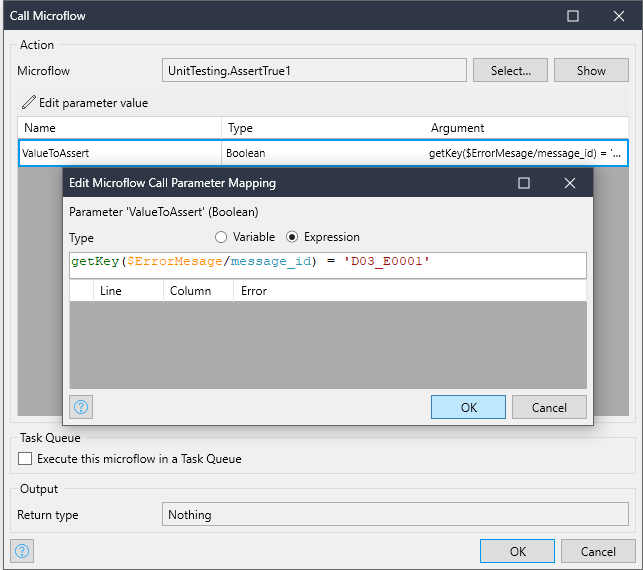 Call Microflow
Action
Microflow UnitTesting.AssertTrue1 Select... Show
Edit parameter value
Name Type Argument
ValueToAssert Boolean getKey($ErrorMesage/message_id) = '...
Edit Microflow Call Parameter Mapping
Parameter 'ValueToAssert' (Boolean)
Type Variable Expression
getKey($ErrorMesage/message_id) = 'D03_E0001'
Line Column Error
? OK Cancel
Task Queue
Execute this microflow in a Task Queue
Output
Return type Nothing
? OK Cancel